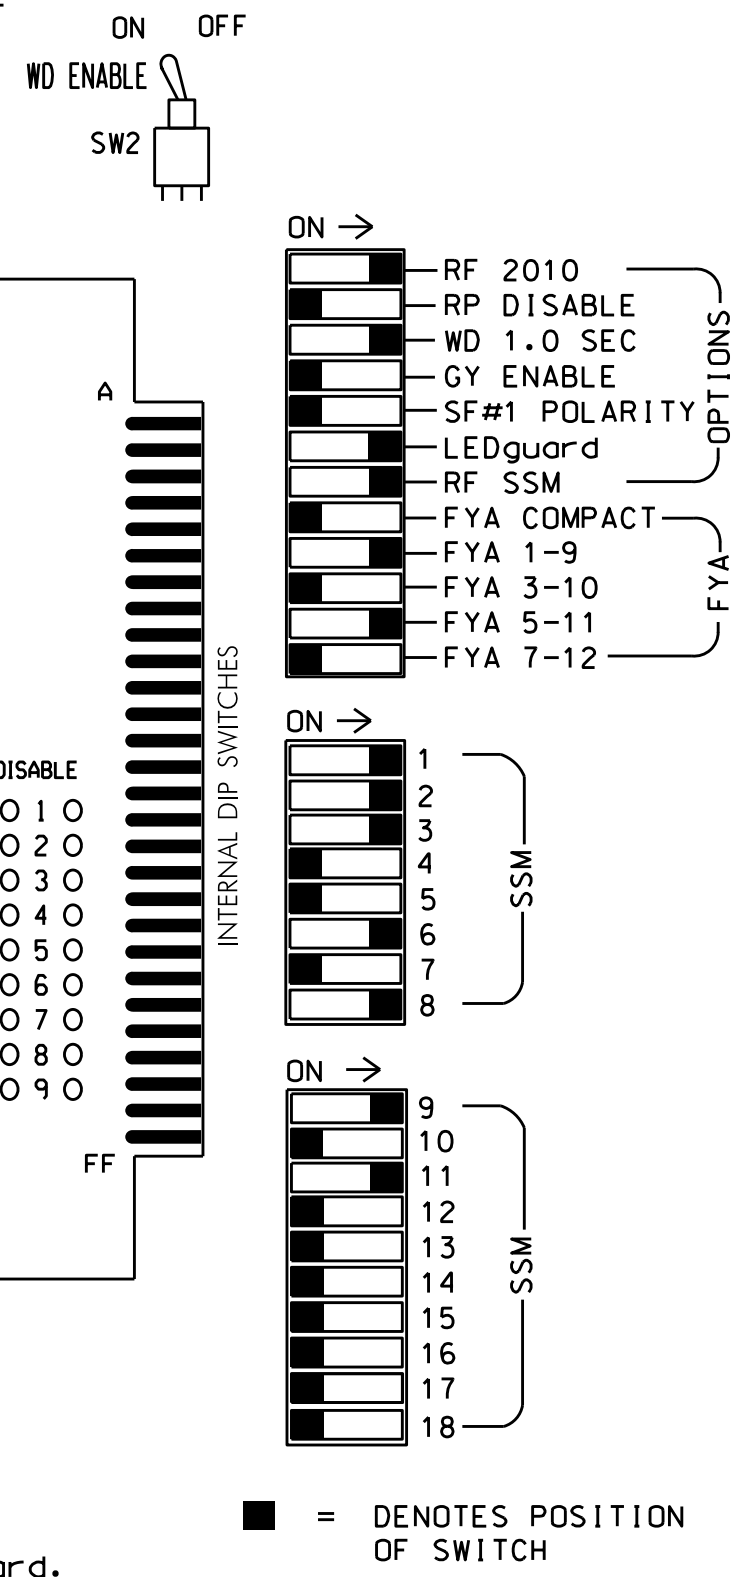 ON OFF
WD ENABLE
SW2
ON →
RF 2010
RP DISABLE
WD 1.0 SEC
GY ENABLE
SF#1 POLARITY
LEDguard
RF SSM
OPTIONS
FYA COMPACT
FYA 1-9
FYA 3-10
FYA 5-11
FYA 7-12
FYA
A
FF
INTERNAL DIP SWITCHES
DISABLE
1
2
3
4
5
6
7
8
9
ON →
1
2
3
4
5
6
7
8
SSM
ON →
9
10
11
12
13
14
15
16
17
18
SSM
= DENOTES POSITION
OF SWITCH